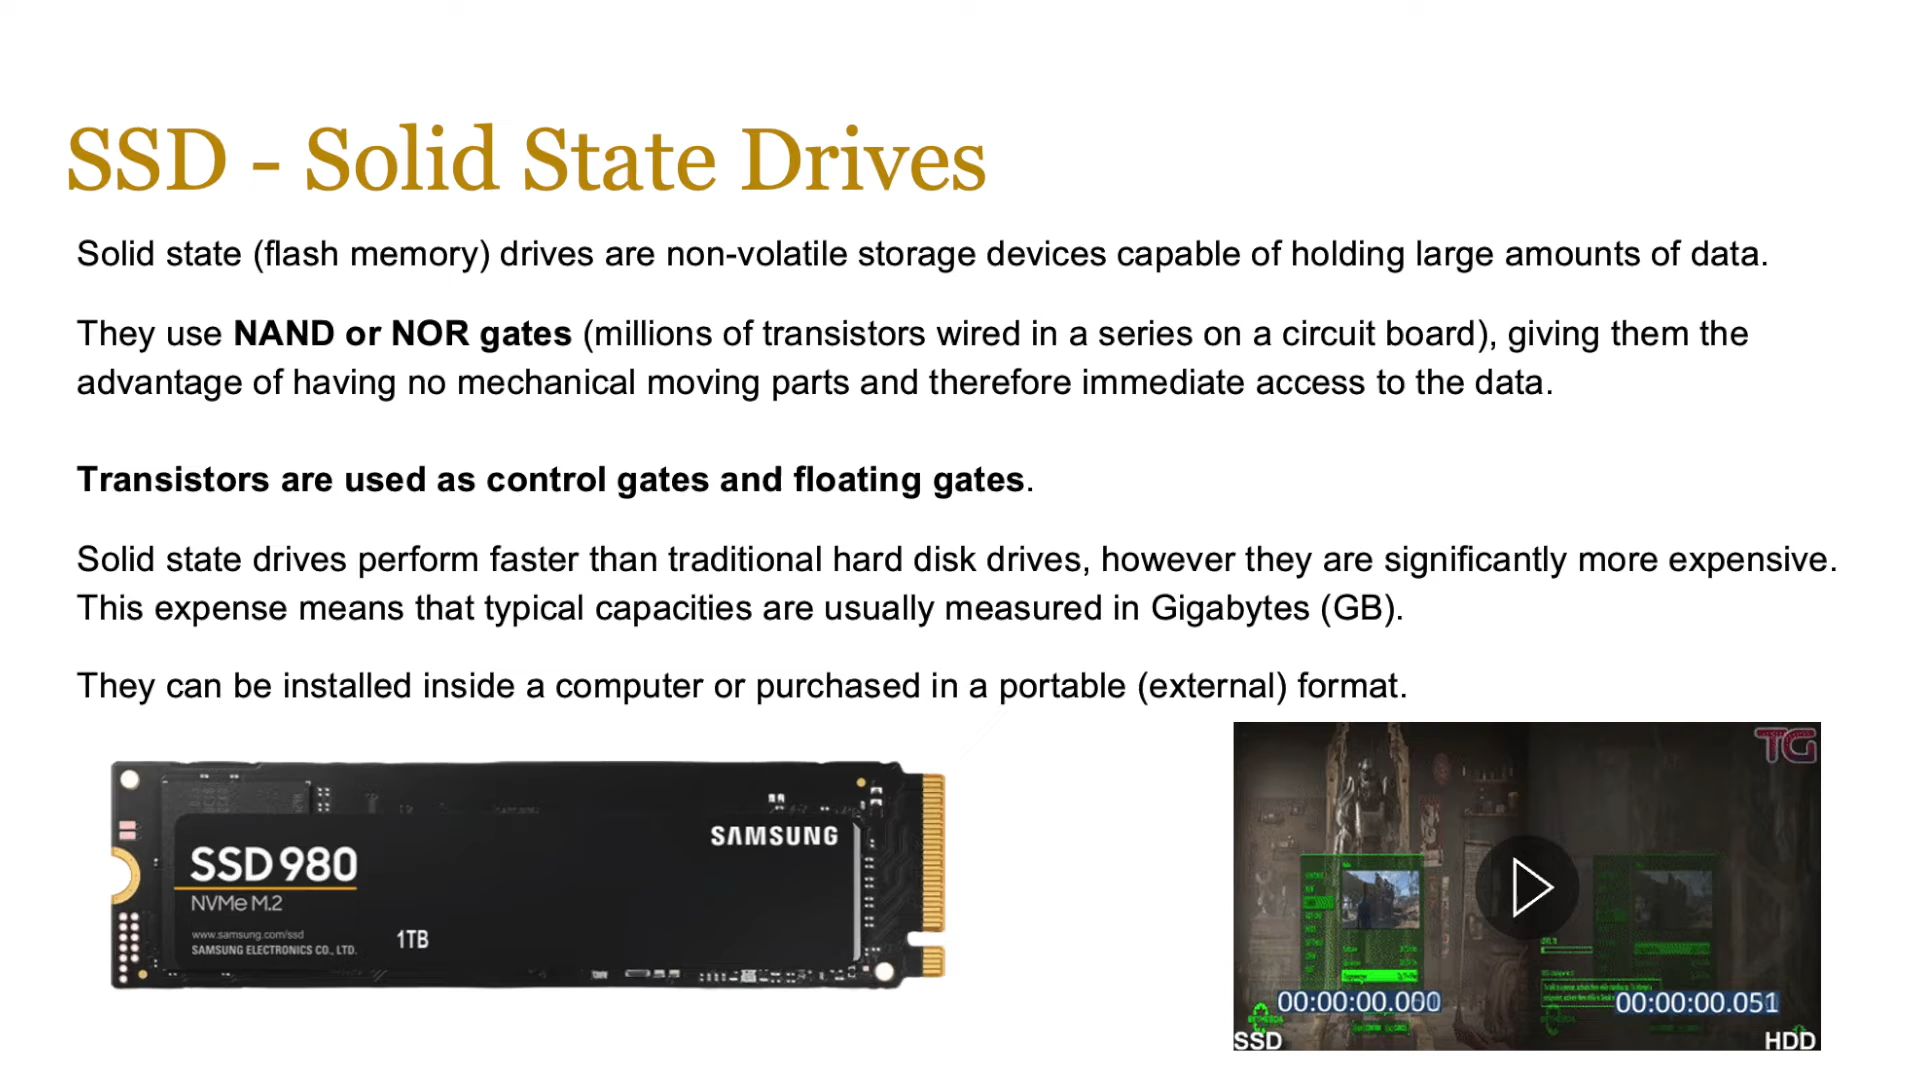 SSD - Solid State Drives
Solid state (flash memory) drives are non-volatile storage devices capable of holding large amounts of data.
They use NAND or NOR gates (millions of transistors wired in a series on a circuit board), giving them the
advantage of having no mechanical moving parts and therefore immediate access to the data.
Transistors are used as control gates and floating gates.
Solid state drives perform faster than traditional hard disk drives, however they are significantly more expensive.
This expense means that typical capacities are usually measured in Gigabytes (GB).
They can be installed inside a computer or purchased in a portable (external) format.
SAMSUNG
SSD 980
NVMe M.2
www.samsung.com/ssd
SAMSUNG ELECTRONICS CO., LTD.
1TB
TG
00:00:00.000
00:00:00.051
SSD
HDD